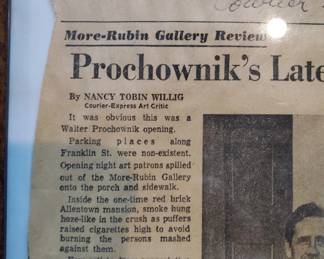 Courier
More-Rubin Gallery Review
Prochownik's Late
By NANCY TOBIN WILLIG
Courier-Express Art Critic
It was obvious this was a
Walter Prochownik opening.
Parking places along
Franklin St. were non-existent.
Opening night art patrons spilled
out of the More-Rubin Gallery
onto the porch and sidewalk.
Inside the one-time red brick
Allentown mansion, smoke hung
haze-like in the crush as puffers
raised cigarettes high to avoid
burning the persons mashed
against them.